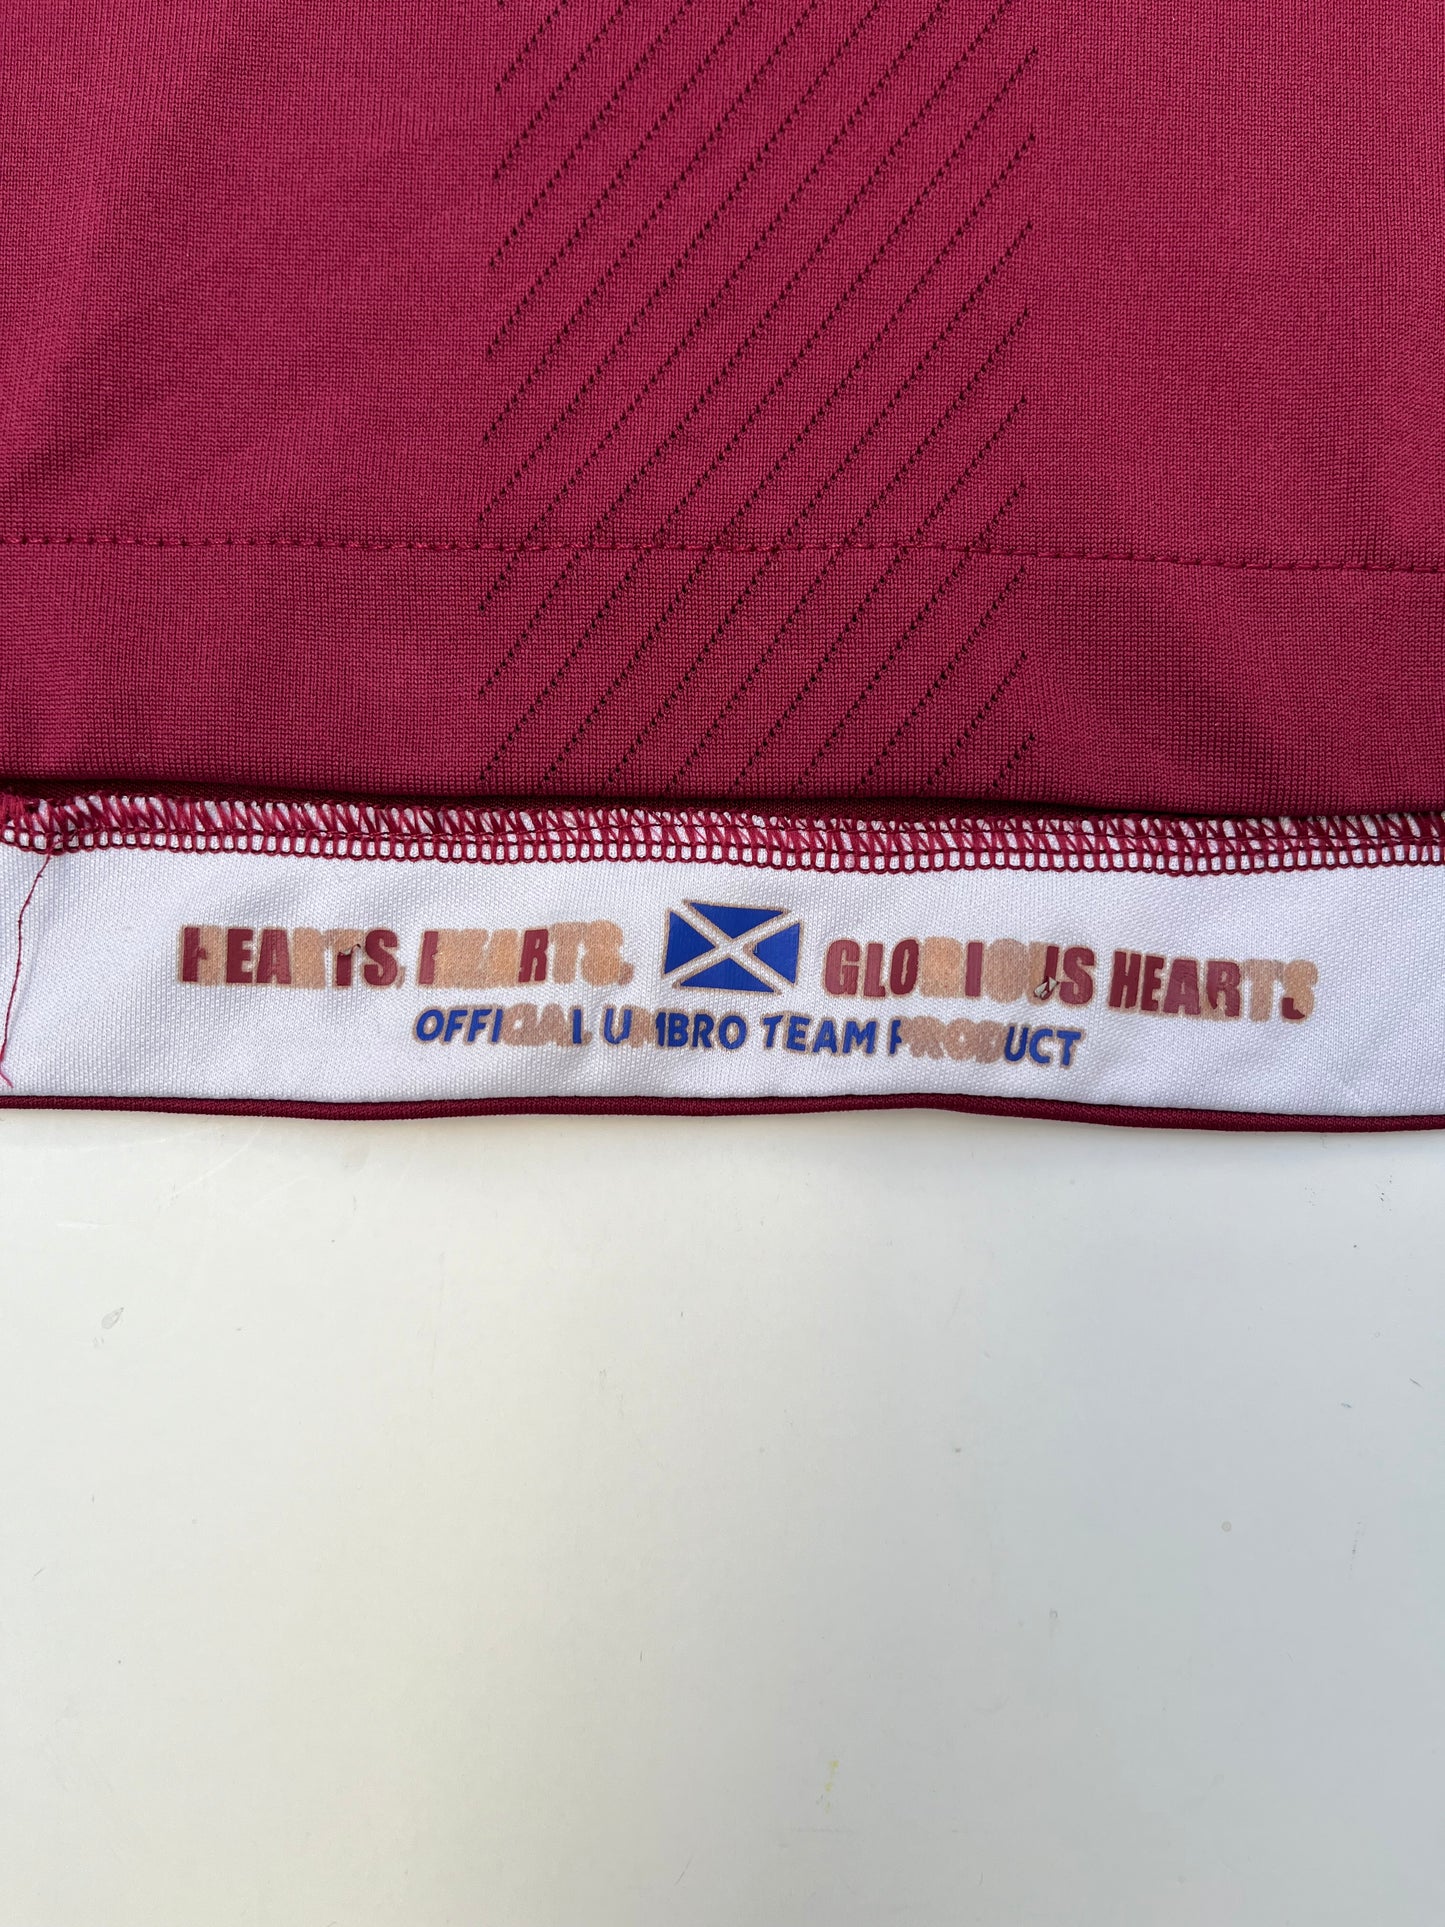 HEARTS, HEARTS, GLORIOUS HEARTS
OFFICIAL UMBRO TEAM PRODUCT